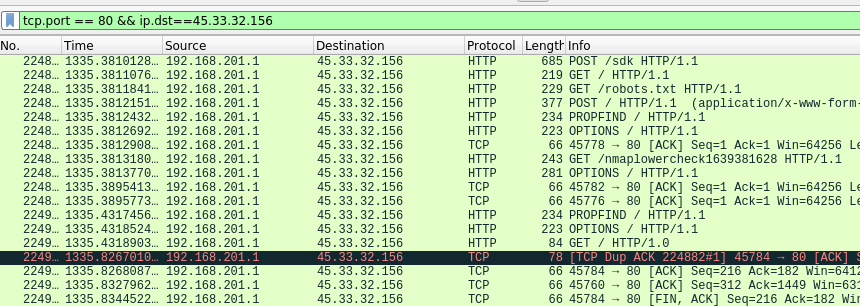 tcp.port == 80 && ip.dst==45.33.32.156
No. Time Source Destination Protocol Length Info
2248… 1335.3810128… 192.168.201.1 45.33.32.156 HTTP 685 POST /sdk HTTP/1.1
2248… 1335.3811076… 192.168.201.1 45.33.32.156 HTTP 219 GET / HTTP/1.1
2248… 1335.3811841… 192.168.201.1 45.33.32.156 HTTP 229 GET /robots.txt HTTP/1.1
2248… 1335.3812151… 192.168.201.1 45.33.32.156 HTTP 377 POST / HTTP/1.1 (application/x-www-form-
2248… 1335.3812432… 192.168.201.1 45.33.32.156 HTTP 234 PROPFIND / HTTP/1.1
2248… 1335.3812692… 192.168.201.1 45.33.32.156 HTTP 223 OPTIONS / HTTP/1.1
2248… 1335.3812908… 192.168.201.1 45.33.32.156 TCP 66 45778 → 80 [ACK] Seq=1 Ack=1 Win=64256 Le
2248… 1335.3813180… 192.168.201.1 45.33.32.156 HTTP 243 GET /nmaplowercheck1639381628 HTTP/1.1
2248… 1335.3813770… 192.168.201.1 45.33.32.156 HTTP 281 OPTIONS / HTTP/1.1
2248… 1335.3895413… 192.168.201.1 45.33.32.156 TCP 66 45782 → 80 [ACK] Seq=1 Ack=1 Win=64256 Le
2248… 1335.3895773… 192.168.201.1 45.33.32.156 TCP 66 45776 → 80 [ACK] Seq=1 Ack=1 Win=64256 Le
2249… 1335.4317456… 192.168.201.1 45.33.32.156 HTTP 234 PROPFIND / HTTP/1.1
2249… 1335.4318524… 192.168.201.1 45.33.32.156 HTTP 223 OPTIONS / HTTP/1.1
2249… 1335.4318903… 192.168.201.1 45.33.32.156 HTTP 84 GET / HTTP/1.0
2249… 1335.8267010… 192.168.201.1 45.33.32.156 TCP 78 [TCP Dup ACK 224882#1] 45784 → 80 [ACK] S
2249… 1335.8268087… 192.168.201.1 45.33.32.156 TCP 66 45784 → 80 [ACK] Seq=216 Ack=182 Win=6412
2249… 1335.8327962… 192.168.201.1 45.33.32.156 TCP 66 45760 → 80 [ACK] Seq=312 Ack=1449 Win=63
2249… 1335.8344522… 192.168.201.1 45.33.32.156 TCP 66 45784 → 80 [FIN, ACK] Seq=216 Ack=182 Win